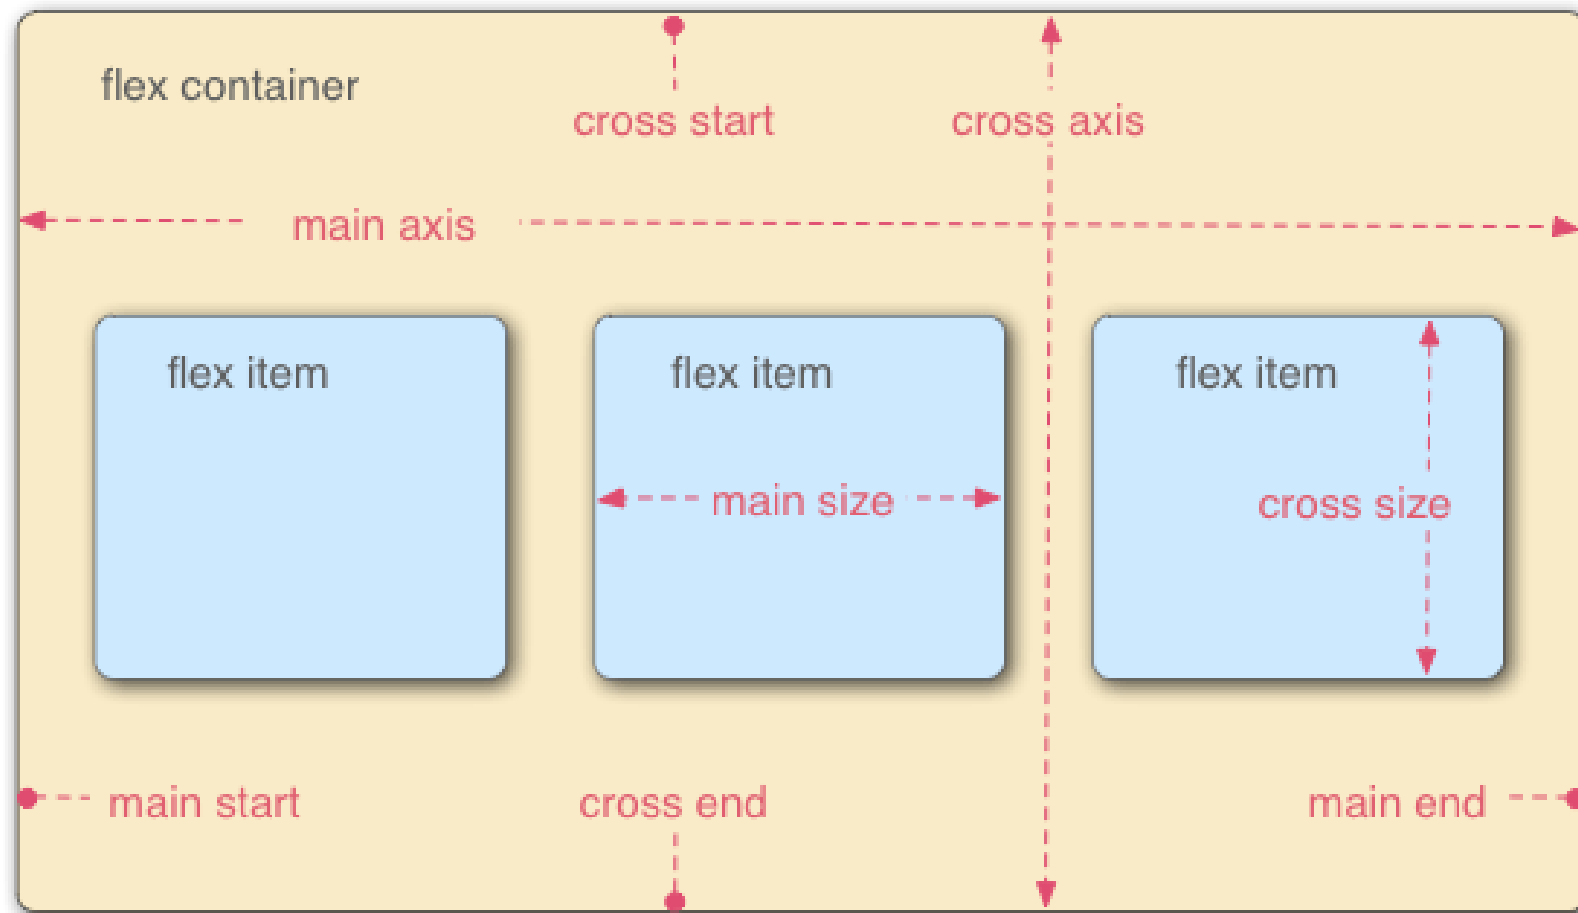 flex container
cross start
cross axis
main axis
flex item
flex item
flex item
main size
cross size
main start
cross end
main end